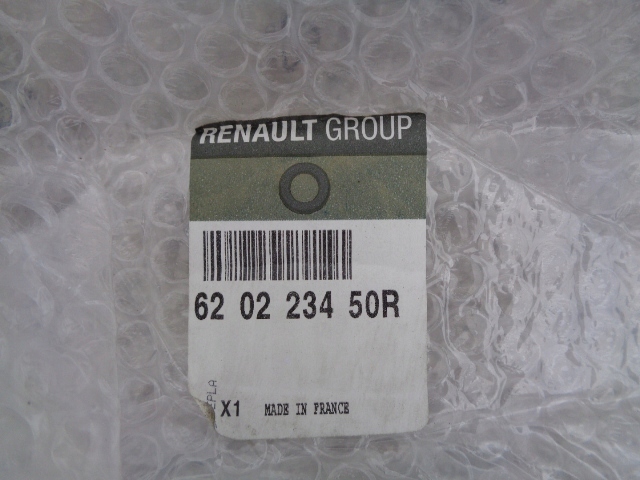 RENAULT GROUP
62 02 234 50R
X1 MADE IN FRANCE